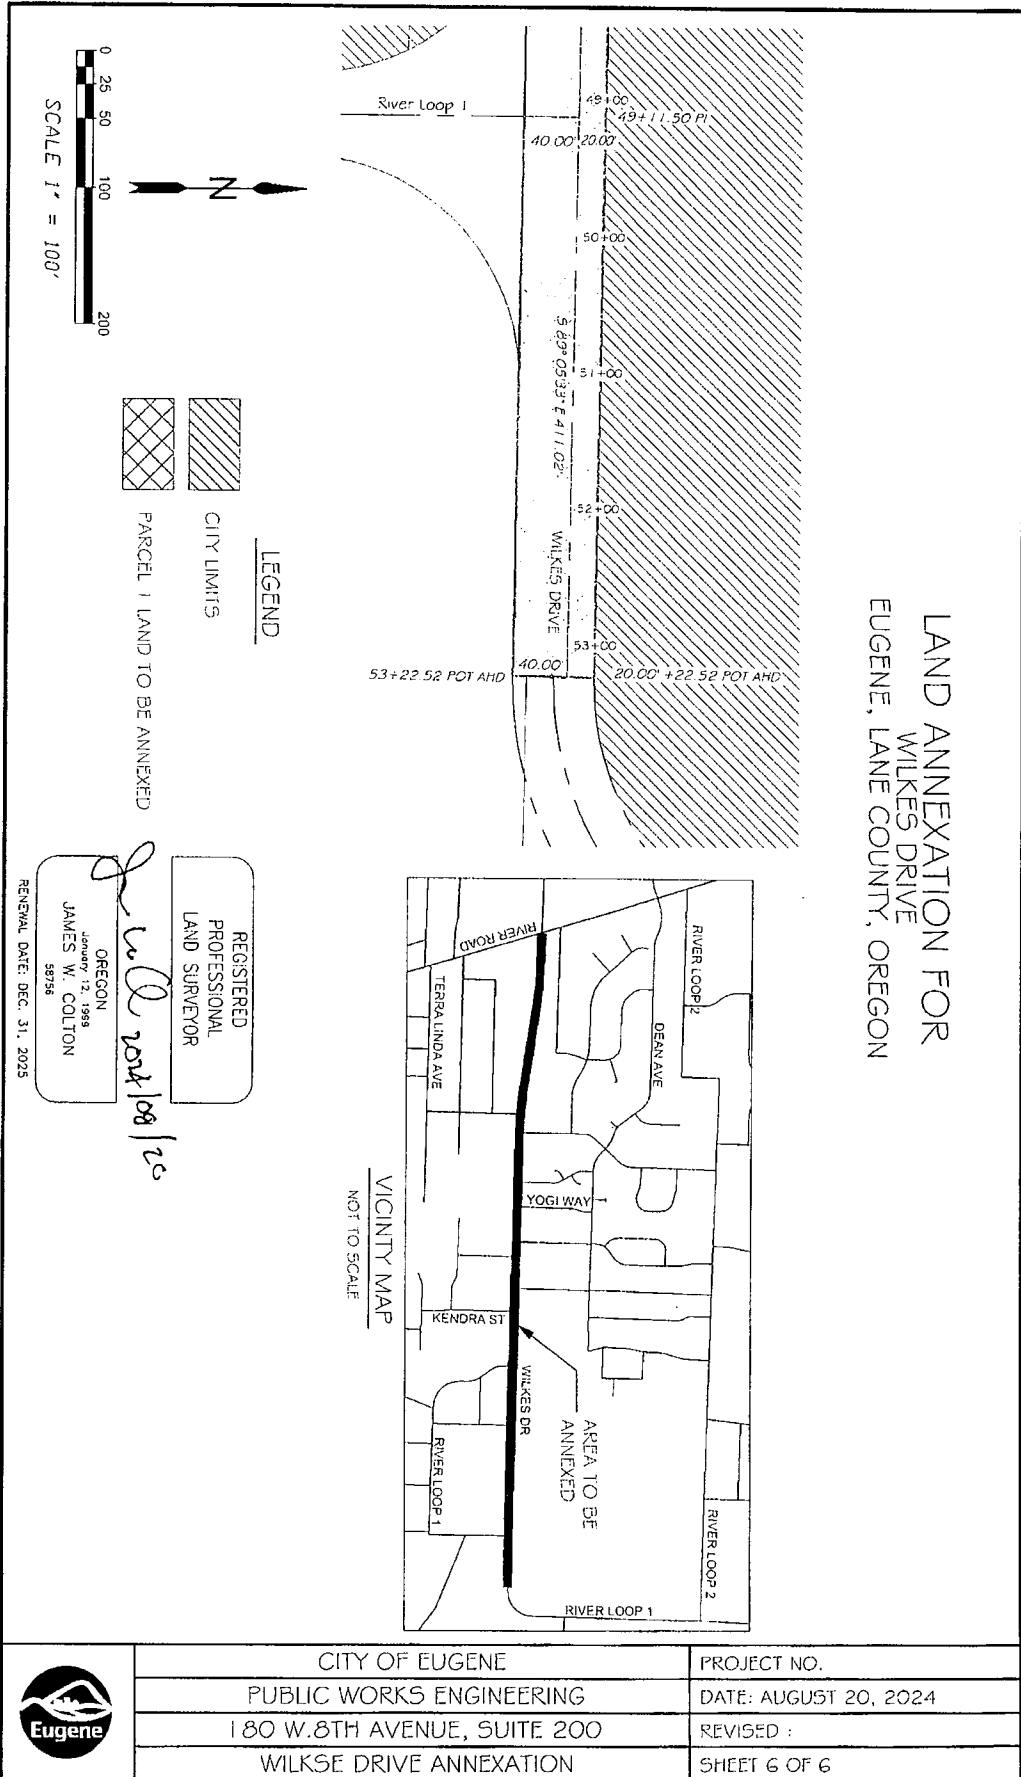 LAND ANNEXATION FOR
WILKES DRIVE
EUGENE, LANE COUNTY, OREGON
River Loop 1
49+00
49+11.50 PI
40.00' 20.00'
50+00
S 89° 05'33" E 411.02'
51+00
52+00
WILKES DRIVE
53+00
40.00'
53+22.52 POT AHD
20.00' +22.52 POT AHD
0 25 50 100 200
SCALE 1" = 100'
N
LEGEND
CITY LIMITS
PARCEL 1 LAND TO BE ANNEXED
REGISTERED
PROFESSIONAL
LAND SURVEYOR
2024/08/20
OREGON
January 12, 1999
JAMES W. COLTON
58756
RENEWAL DATE: DEC. 31, 2025
RIVER ROAD
RIVER LOOP 2
TERRA LINDA AVE
DEAN AVE
YOGI WAY
KENDRA ST
WILKES DR
AREA TO BE
ANNEXED
RIVER LOOP 1
RIVER LOOP 2
RIVER LOOP 1
VICINTY MAP
NOT TO SCALE
Eugene
CITY OF EUGENE
PUBLIC WORKS ENGINEERING
180 W.8TH AVENUE, SUITE 200
WILKSE DRIVE ANNEXATION
PROJECT NO.
DATE: AUGUST 20, 2024
REVISED :
SHEET 6 OF 6